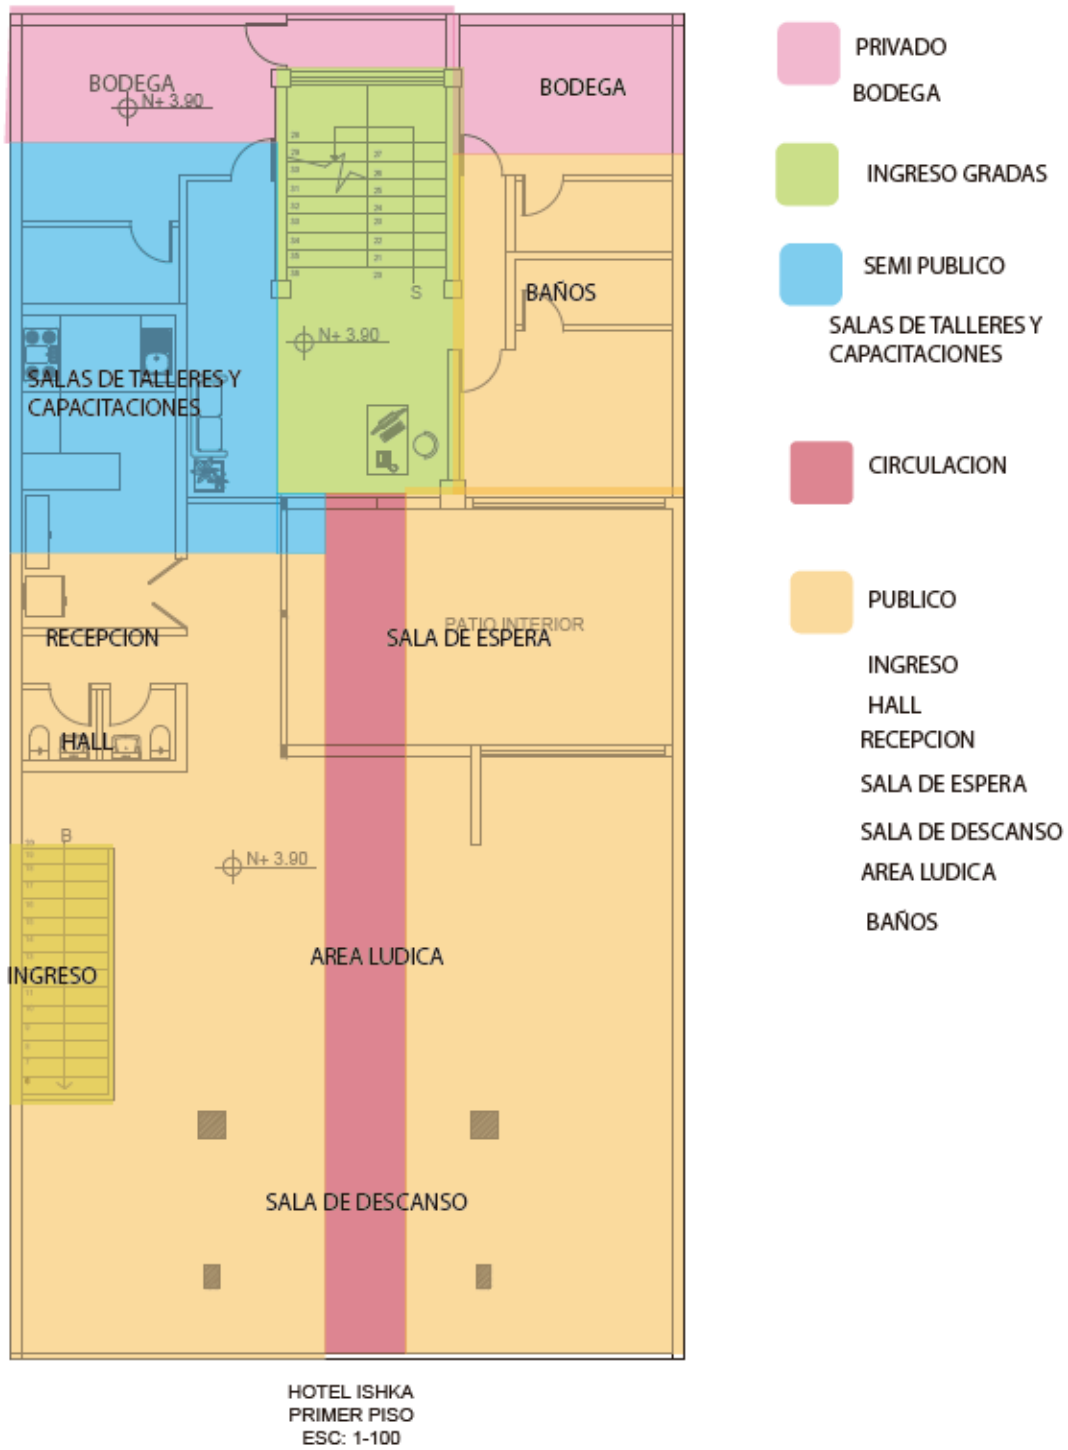 PRIVADO
BODEGA
BODEGA
BODEGA
N+ 3.90
INGRESO GRADAS
SEMI PUBLICO
BAÑOS
S
SALAS DE TALLERES Y
CAPACITACIONES
N+ 3.90
SALAS DE TALLERES Y
CAPACITACIONES
CIRCULACION
PUBLICO
PATIO INTERIOR
RECEPCION
SALA DE ESPERA
INGRESO
HALL
HALL
RECEPCION
SALA DE ESPERA
SALA DE DESCANSO
B
N+ 3.90
AREA LUDICA
BAÑOS
AREA LUDICA
INGRESO
SALA DE DESCANSO
HOTEL ISHKA
PRIMER PISO
ESC: 1-100